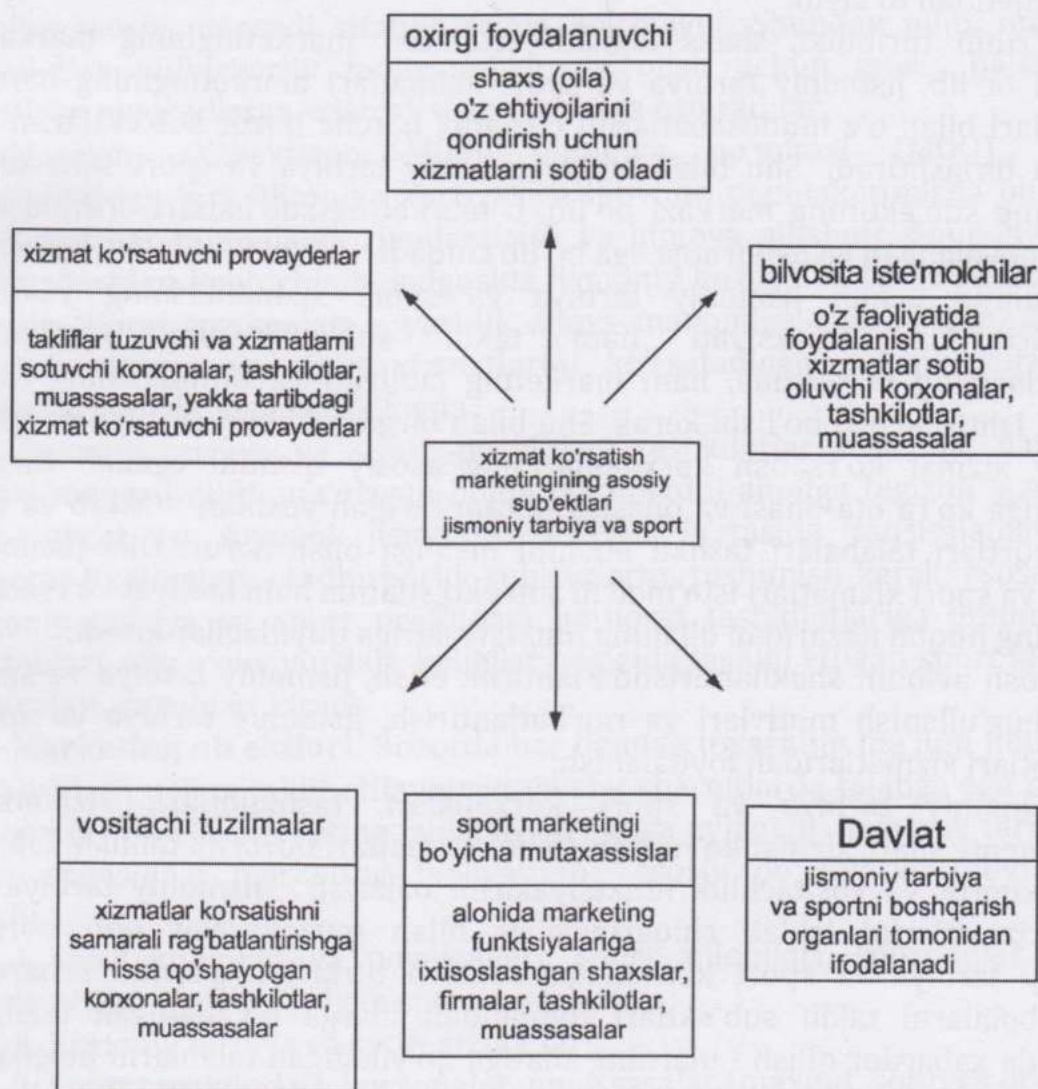 oxirgi foydalanuvchi
shaxs (oila)
o'z ehtiyojlarini
qondirish uchun
xizmatlarni sotib oladi
xizmat ko'rsatuvchi provayderlar
takliflar tuzuvchi va xizmatlarni
sotuvchi korxonalar, tashkilotlar,
muassasalar, yakka tartibdagi
xizmat ko'rsatuvchi provayderlar
bilvosita iste'molchilar
o'z faoliyatida
foydalanish uchun
xizmatlar sotib
oluvchi korxonalar,
tashkilotlar,
muassasalar
xizmat ko'rsatish
marketingining asosiy
sub'ektlari
jismoniy tarbiya va sport
vositachi tuzilmalar
xizmatlar ko'rsatishni
samarali rag'batlantirishga
hissa qo'shayotgan
korxonalar, tashkilotlar,
muassasalar
sport marketingi
bo'yicha mutaxassislar
alohida marketing
funktsiyalariga
ixtisoslashgan shaxslar,
firmalar, tashkilotlar,
muassasalar
Davlat
jismoniy tarbiya
va sportni boshqarish
organlari tomonidan
ifodalanadi